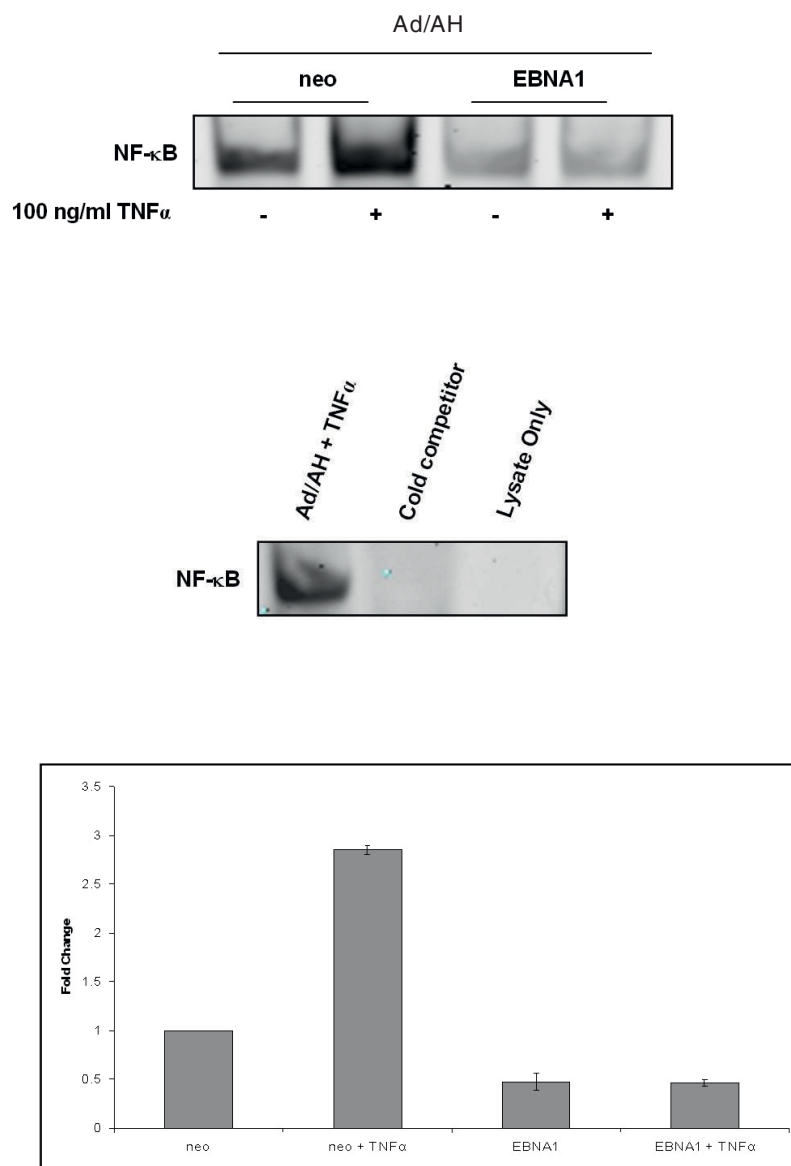 Ad/AH
neo EBNA1
NF-κB
100 ng/ml TNFα - + - +
Ad/AH + TNFα
Cold competitor
Lysate Only
NF-κB
3.5
3
2.5
2
1.5
1
0.5
0
Fold Change
neo neo + TNFα EBNA1 EBNA1 + TNFα